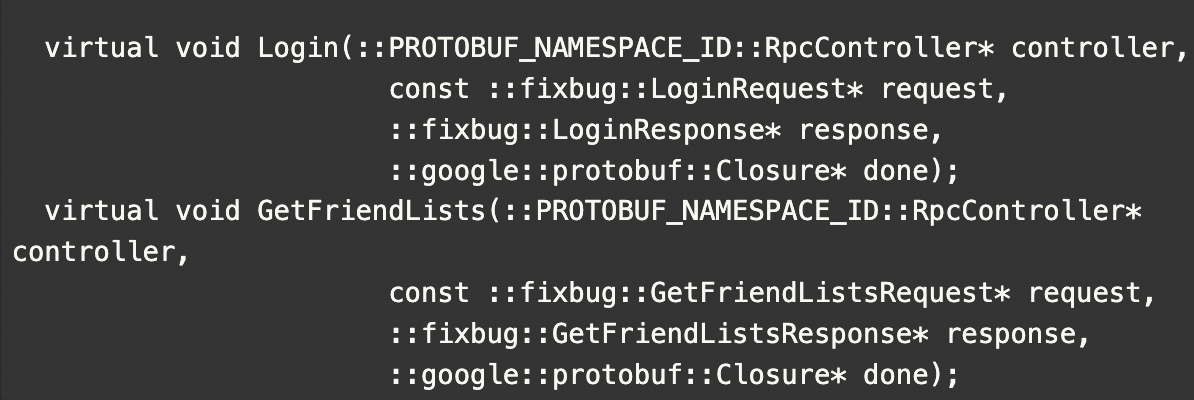 virtual void Login(::PROTOBUF_NAMESPACE_ID::RpcController* controller,
const ::fixbug::LoginRequest* request,
::fixbug::LoginResponse* response,
::google::protobuf::Closure* done);
virtual void GetFriendLists(::PROTOBUF_NAMESPACE_ID::RpcController*
controller,
const ::fixbug::GetFriendListsRequest* request,
::fixbug::GetFriendListsResponse* response,
::google::protobuf::Closure* done);